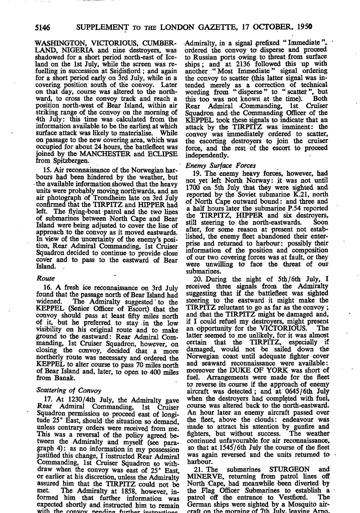 5146 SUPPLEMENT TO THE LONDON GAZETTE, 17 OCTOBER, 1950
WASHINGTON, VICTORIOUS, CUMBER-
LAND, NIGERIA and nine destroyers, was
shadowed for a short period north-east of Ice-
land on the 1st July, while the screen was re-
fuelling in succession at Seidisfiord; and again
for a short period early on 3rd July, while in a
covering position south of the convoy. Later
on that day, course was altered to the north-
ward, to cross the convoy track and reach a
position north-west of Bear Island, within air
striking range of the convoy on the morning of
4th July: this time was calculated from the
information available to be the earliest at which
surface attack was likely to materialise. While
on passage to the new covering area, which was
occupied for about 24 hours, the battlefleet was
joined by the MANCHESTER and ECLIPSE
from Spitzbergen.
15. Air reconnaissance of the Norwegian har-
bours had been hindered by the weather, but
the available information showed that the heavy
units were probably moving northwards, and an
air photograph of Trondheim late on 3rd July
confirmed that the TIRPITZ and HIPPER had
left. The flying-boat patrol and the two lines
of submarines between North Cape and Bear
Island were being adjusted to cover the line of
approach to the convoy as it moved eastwards.
In view of the uncertainty of the enemy's posi-
tion, Rear Admiral Commanding, 1st Cruiser
Squadron decided to continue to provide close
cover and to pass to the eastward of Bear
Island.
Route
16. A fresh ice reconnaissance on 3rd July
found that the passage north of Bear Island had
widened. The Admiralty suggested to the
KEPPEL (Senior Officer of Escort) that the
convoy should pass at least fifty miles north
of it, but he preferred to stay in the low
visibility on his original route and to make
ground to the eastward: Rear Admiral Com-
manding, 1st Cruiser Squadron, however, on
closing the convoy, decided that a more
northerly route was necessary and ordered the
KEPPEL to alter course to pass 70 miles north
of Bear Island and, later, to open to 400 miles
from Banak.
Scattering of Convoy
17. At 1230/4th July, the Admiralty gave
Rear Admiral Commanding, 1st Cruiser
Squadron permission to proceed east of longi-
tude 25° East, should the situation so demand,
unless contrary orders were received from me.
This was a reversal of the policy agreed be-
tween the Admiralty and myself (see para-
graph 4): as no information in my possession
justified this change, I instructed Rear Admiral
Commanding, 1st Cruiser Squadron to with-
draw when the convoy was east of 25° East,
or earlier at his discretion, unless the Admiralty
assured him that the TIRPITZ could not be
met. The Admiralty at 1858, however, in-
formed him that further information was
expected shortly and instructed him to remain
with the convoy pending further instructions.
Admiralty, in a signal prefixed "Immediate",
ordered the convoy to disperse and proceed
to Russian ports owing to threat from surface
ships; and at 2136 followed this up with
another "Most Immediate" signal ordering
the convoy to scatter (this latter signal was in-
tended merely as a correction of technical
wording from "disperse" to "scatter", but
this too was not known at the time). Both
Rear Admiral Commanding, 1st Cruiser
Squadron and the Commanding Officer of the
KEPPEL took these signals to indicate that an
attack by the TIRPITZ was imminent: the
convoy was immediately ordered to scatter,
the escorting destroyers to join the cruiser
force, and the rest of the escort to proceed
independently.
Enemy Surface Forces
19. The enemy heavy forces, however, had
not yet left North Norway: it was not until
1700 on 5th July that they were sighted and
reported by the Soviet submarine K.21, north
of North Cape outward bound: and three and
a half hours later the submarine P.54 reported
the TIRPITZ, HIPPER and six destroyers,
still steering to the north-eastward. Soon
after, for some reason at present not estab-
lished, the enemy fleet abandoned their enter-
prise and returned to harbour: possibly their
information of the position and composition
of our two covering forces was at fault, or they
were unwilling to face the threat of our
submarines.
20. During the night of 5th/6th July, I
received three signals from the Admiralty
suggesting that if the battlefleet was sighted
steering to the eastward it might make the
TIRPITZ reluctant to go as far as the convoy;
and that the TIRPITZ might be damaged and,
if I could refuel my destroyers, might present
an opportunity for the VICTORIOUS. The
latter seemed to me unlikely, for it was almost
certain that the TIRPITZ, especially if
damaged, would not be sailed down the
Norwegian coast until adequate fighter cover
and seaward reconnaissance were available:
moreover the DUKE OF YORK was short of
fuel. Arrangements were made for the fleet
to reverse its course if the approach of enemy
aircraft was detected; and at 0645/6th July
when the destroyers had completed with fuel,
course was altered back to the north-eastward.
An hour later an enemy aircraft passed over
the fleet, above the clouds: endeavour was
made to attract his attention by gunfire and
fighters, but without success. The weather
remained unfavourable for air reconnaissance,
so that at 1545/6th July the course of the fleet
was again reversed and the units returned to
harbour.
21. The submarines STURGEON and
MINERVE, returning from patrol lines off
North Cape, had meanwhile been diverted by
the Flag Officer Submarines to establish a
patrol off the entrance to Vestfiord. The
German ships were sighted by a Mosquito air-
craft on the morning of 7th July, leaving Arno,